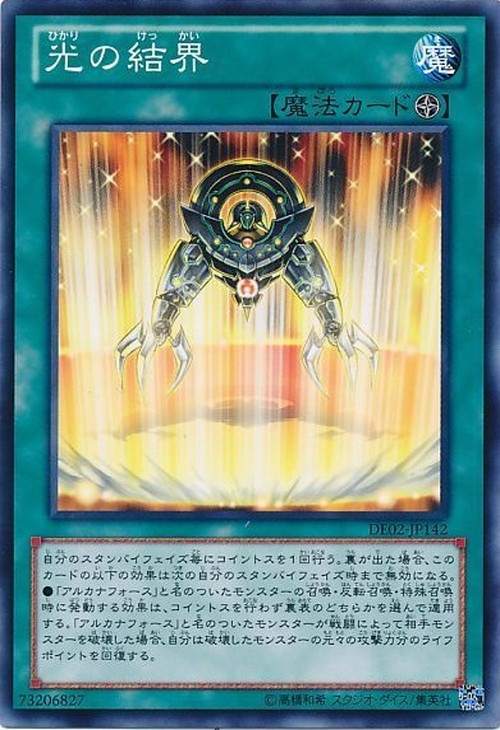 光の結界
魔
【魔法カード】
DE02-JP142
自分のスタンバイフェイズ毎にコイントスを1回行う。裏が出た場合、この
カードの以下の効果は次の自分のスタンバイフェイズ時まで無効になる。
●「アルカナフォース」と名のついたモンスターの召喚・反転召喚・特殊召喚
時に発動する効果は、コイントスを行わず裏表のどちらかを選んで適用
する。「アルカナフォース」と名のついたモンスターが戦闘によって相手モン
スターを破壊した場合、自分は破壊したモンスターの元々の攻撃力分のライフ
ポイントを回復する。
73206827
©高橋和希 スタジオ・ダイス/集英社